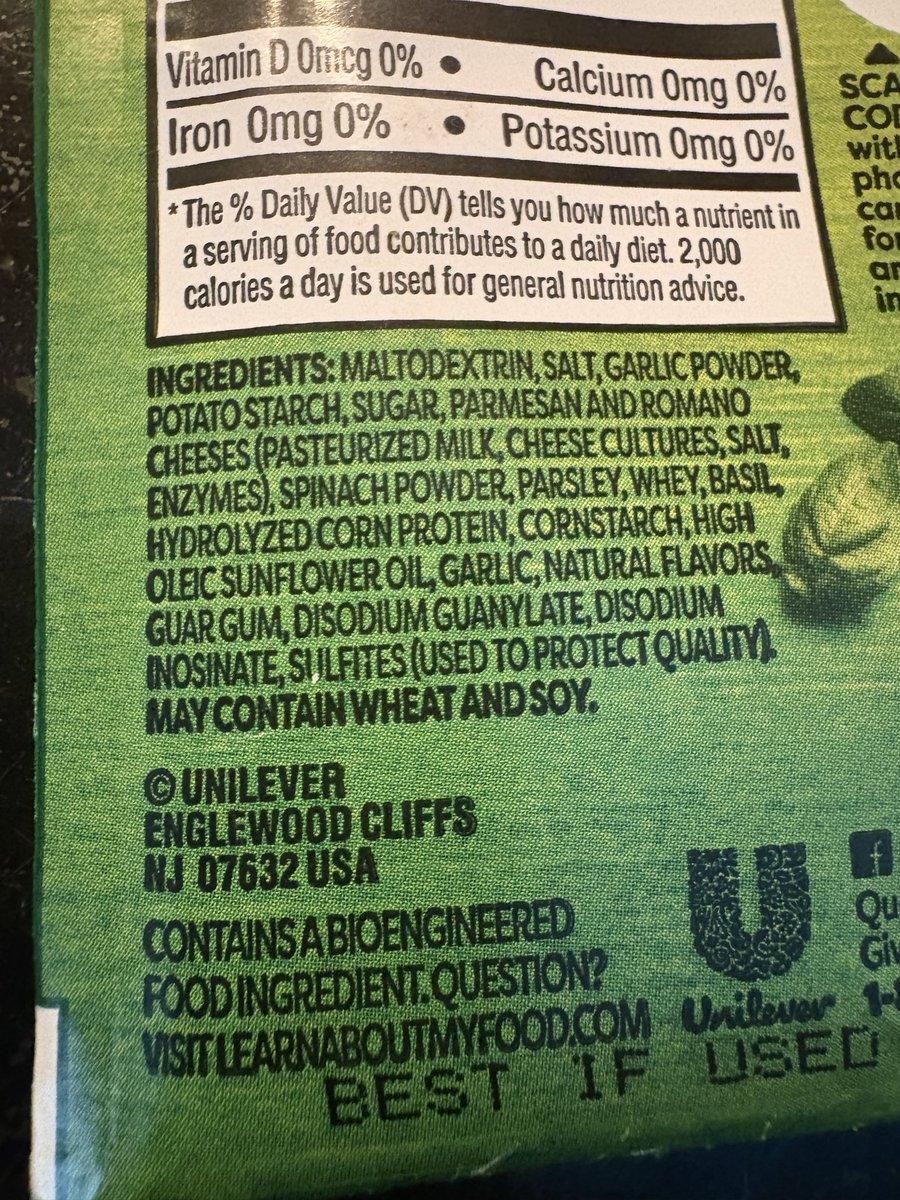 Vitamin D 0mcg 0% • Calcium 0mg 0%
Iron 0mg 0% • Potassium 0mg 0%
*The % Daily Value (DV) tells you how much a nutrient in
a serving of food contributes to a daily diet. 2,000
calories a day is used for general nutrition advice.
INGREDIENTS: MALTODEXTRIN, SALT, GARLIC POWDER,
POTATO STARCH, SUGAR, PARMESAN AND ROMANO
CHEESES (PASTEURIZED MILK, CHEESE CULTURES, SALT,
ENZYMES), SPINACH POWDER, PARSLEY, WHEY, BASIL,
HYDROLYZED CORN PROTEIN, CORNSTARCH, HIGH
OLEIC SUNFLOWER OIL, GARLIC, NATURAL FLAVORS,
GUAR GUM, DISODIUM GUANYLATE, DISODIUM
INOSINATE, SULFITES (USED TO PROTECT QUALITY).
MAY CONTAIN WHEAT AND SOY.
© UNILEVER
ENGLEWOOD CLIFFS
NJ 07632 USA
CONTAINS A BIOENGINEERED
FOOD INGREDIENT. QUESTION?
VISIT LEARNABOUTMYFOOD.COM
Unilever
BEST IF USED